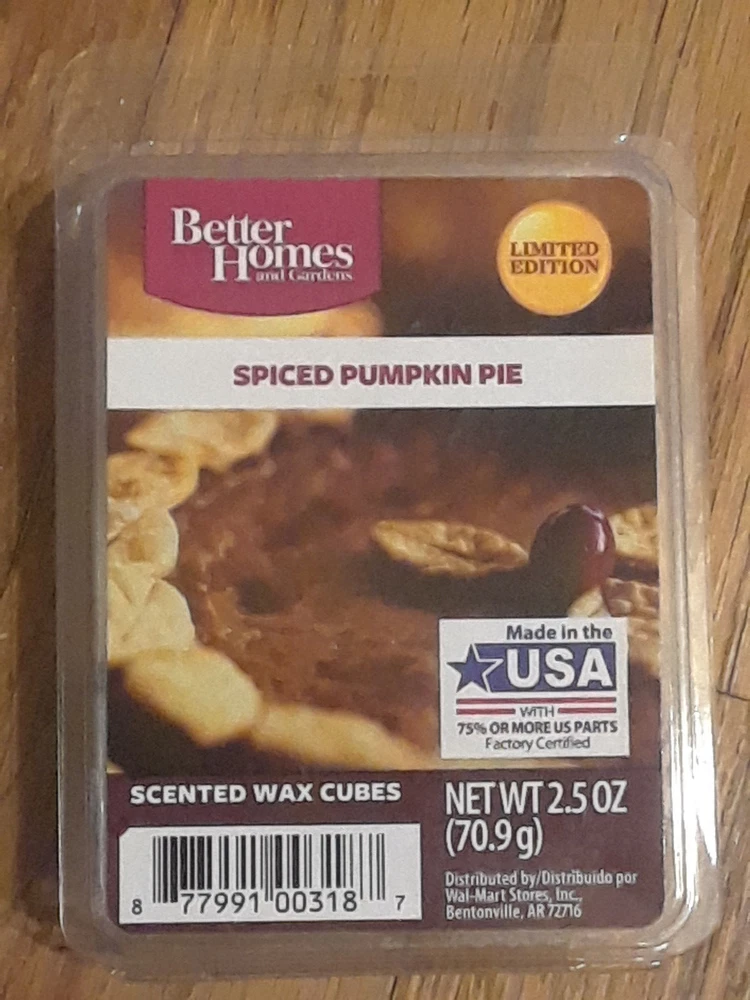 Better
Homes
and Gardens
LIMITED
EDITION
SPICED PUMPKIN PIE
Made in the
USA
WITH
75% OR MORE US PARTS
Factory Certified
SCENTED WAX CUBES
NET WT 2.5 OZ
(70.9 g)
8 77991 00318 7
Distributed by/Distribuido por
Wal-Mart Stores, Inc.,
Bentonville, AR 72716